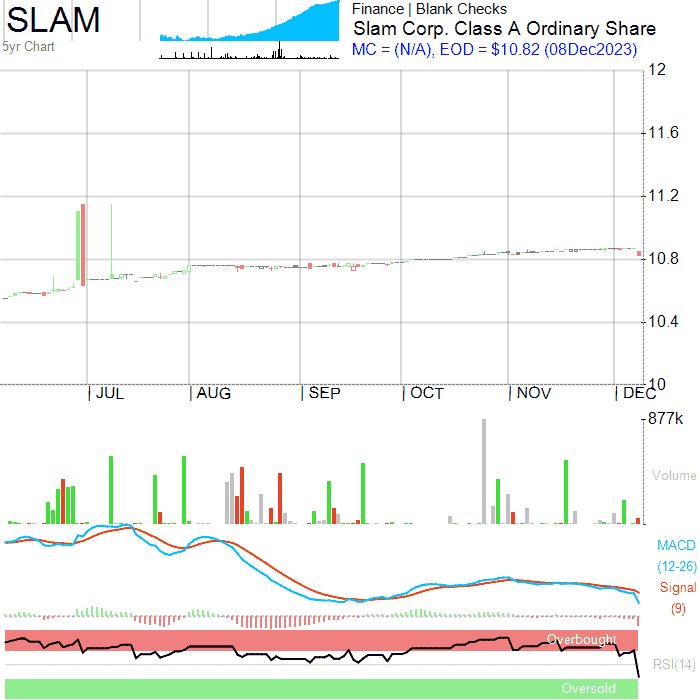 SLAM
5yr Chart
Finance | Blank Checks
Slam Corp. Class A Ordinary Share
MC = (N/A), EOD = $10.82 (08Dec2023)
12
11.6
11.2
10.8
10.4
10
JUL
AUG
SEP
OCT
NOV
DEC
877k
Volume
MACD
(12-26)
Signal
(9)
Overbought
RSI(14)
Oversold